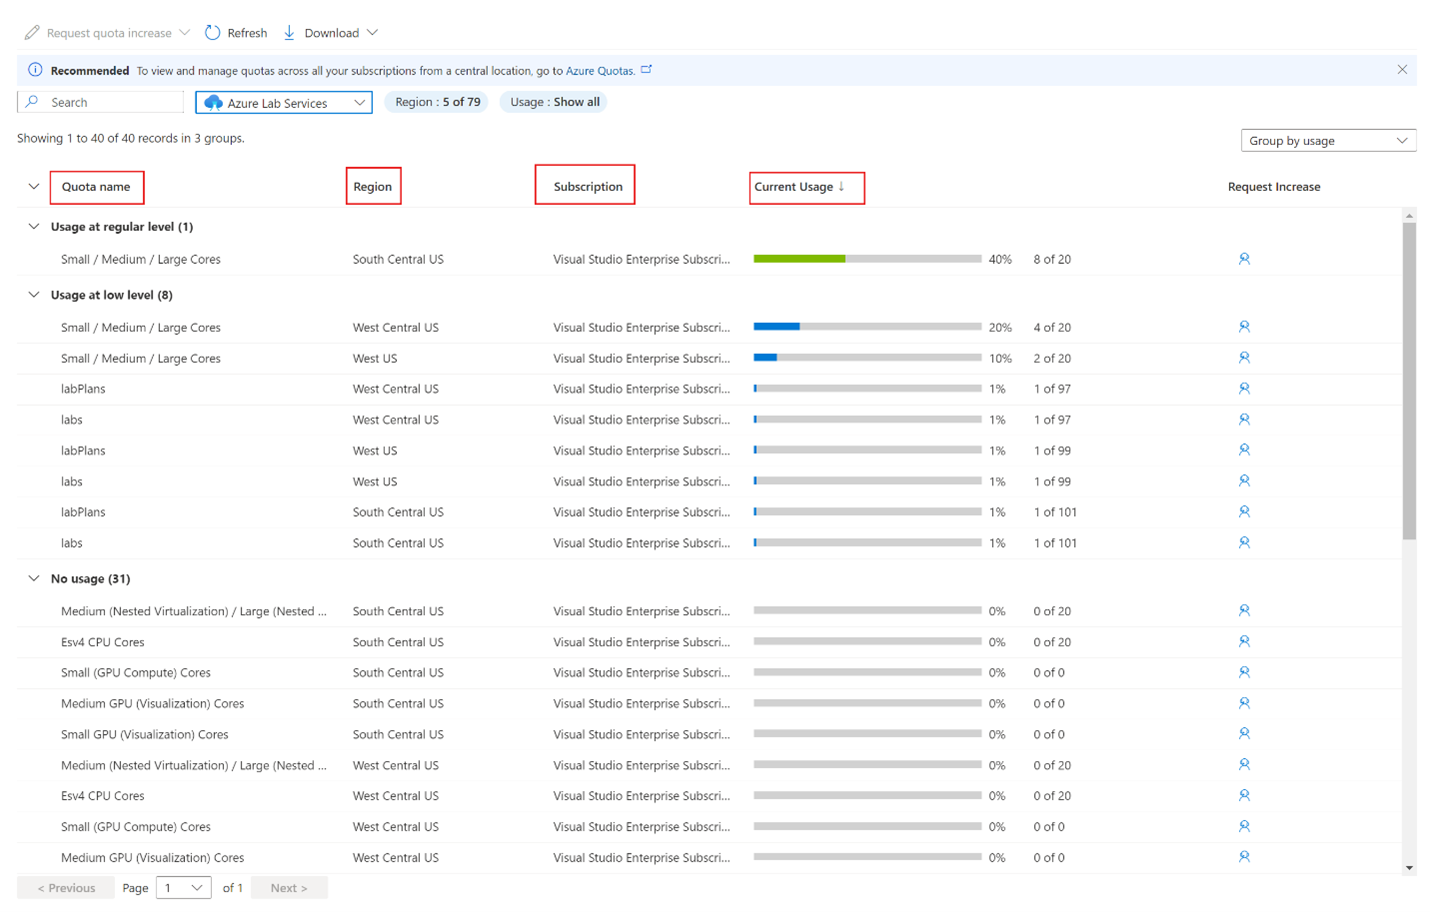 Request quota increase Refresh Download
Recommended To view and manage quotas across all your subscriptions from a central location, go to Azure Quotas.
Search Azure Lab Services Region : 5 of 79 Usage : Show all
Showing 1 to 40 of 40 records in 3 groups.
Group by usage
Quota name Region Subscription Current Usage ↓ Request Increase
Usage at regular level (1)
Small / Medium / Large Cores South Central US Visual Studio Enterprise Subscri... 40% 8 of 20
Usage at low level (8)
Small / Medium / Large Cores West Central US Visual Studio Enterprise Subscri... 20% 4 of 20
Small / Medium / Large Cores West US Visual Studio Enterprise Subscri... 10% 2 of 20
labPlans West Central US Visual Studio Enterprise Subscri... 1% 1 of 97
labs West Central US Visual Studio Enterprise Subscri... 1% 1 of 97
labPlans West US Visual Studio Enterprise Subscri... 1% 1 of 99
labs West US Visual Studio Enterprise Subscri... 1% 1 of 99
labPlans South Central US Visual Studio Enterprise Subscri... 1% 1 of 101
labs South Central US Visual Studio Enterprise Subscri... 1% 1 of 101
No usage (31)
Medium (Nested Virtualization) / Large (Nested ... South Central US Visual Studio Enterprise Subscri... 0% 0 of 20
Esv4 CPU Cores South Central US Visual Studio Enterprise Subscri... 0% 0 of 20
Small (GPU Compute) Cores South Central US Visual Studio Enterprise Subscri... 0% 0 of 0
Medium GPU (Visualization) Cores South Central US Visual Studio Enterprise Subscri... 0% 0 of 0
Small GPU (Visualization) Cores South Central US Visual Studio Enterprise Subscri... 0% 0 of 0
Medium (Nested Virtualization) / Large (Nested ... West Central US Visual Studio Enterprise Subscri... 0% 0 of 20
Esv4 CPU Cores West Central US Visual Studio Enterprise Subscri... 0% 0 of 20
Small (GPU Compute) Cores West Central US Visual Studio Enterprise Subscri... 0% 0 of 0
Medium GPU (Visualization) Cores West Central US Visual Studio Enterprise Subscri... 0% 0 of 0
< Previous Page 1 of 1 Next >